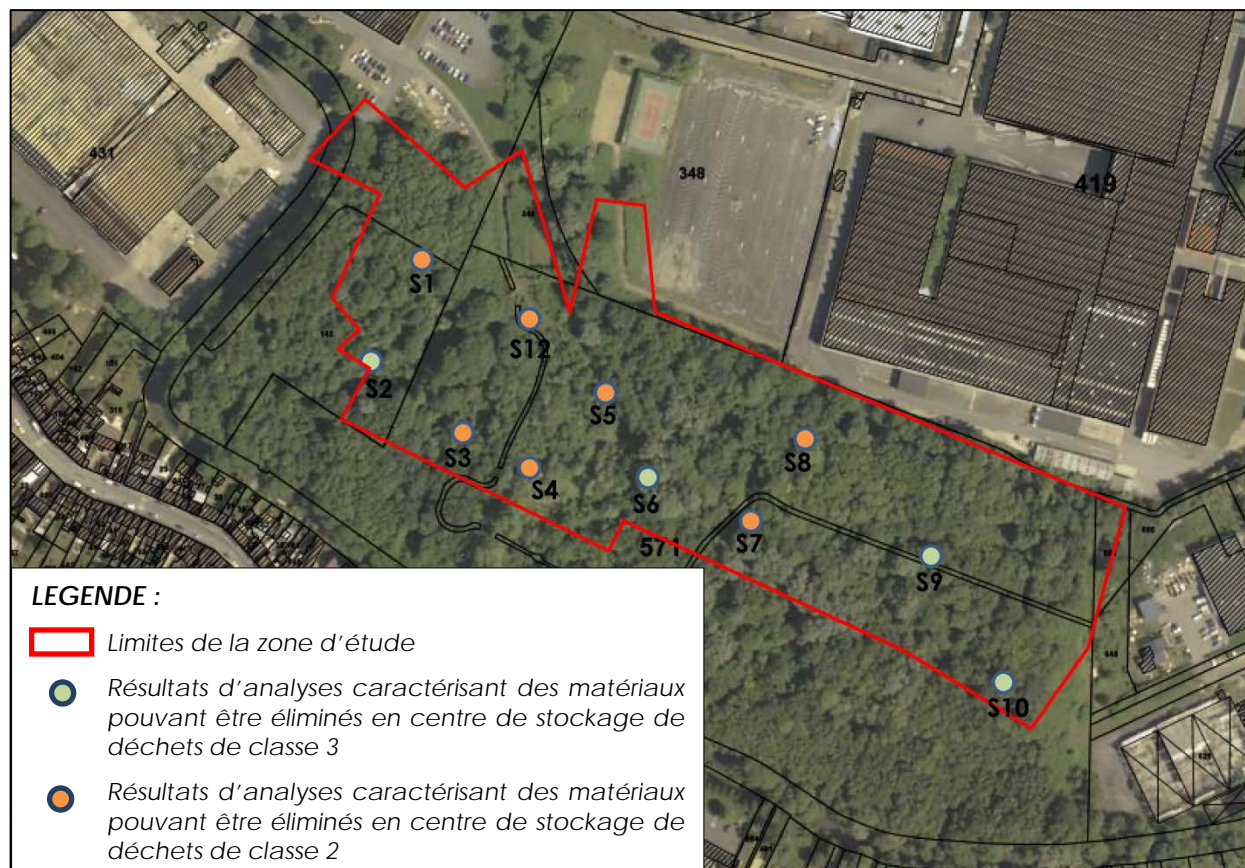 431
348
419
348
S1
142
S12
S2
S5
S3
S8
S4
S6
S7
571
S9
S10
LEGENDE :
Limites de la zone d'étude
Résultats d'analyses caractérisant des matériaux
pouvant être éliminés en centre de stockage de
déchets de classe 3
Résultats d'analyses caractérisant des matériaux
pouvant être éliminés en centre de stockage de
déchets de classe 2